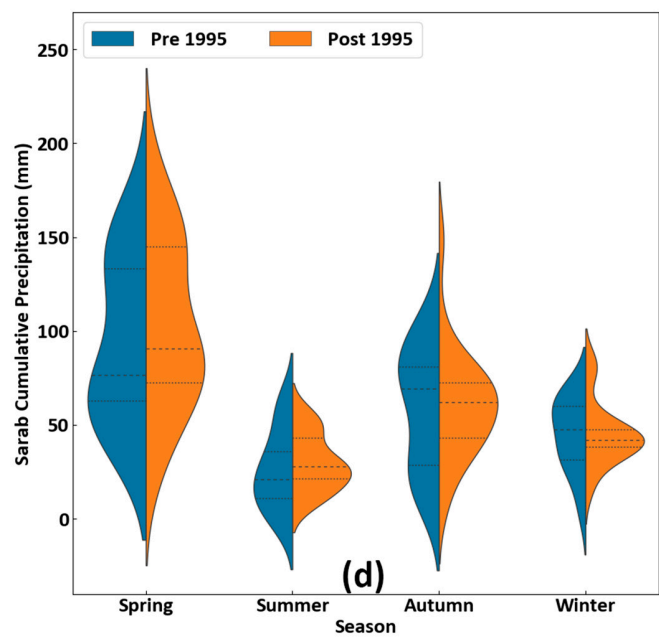 Pre 1995
Post 1995
Sarab Cumulative Precipitation (mm)
250
200
150
100
50
0
(d)
Spring
Summer
Autumn
Winter
Season